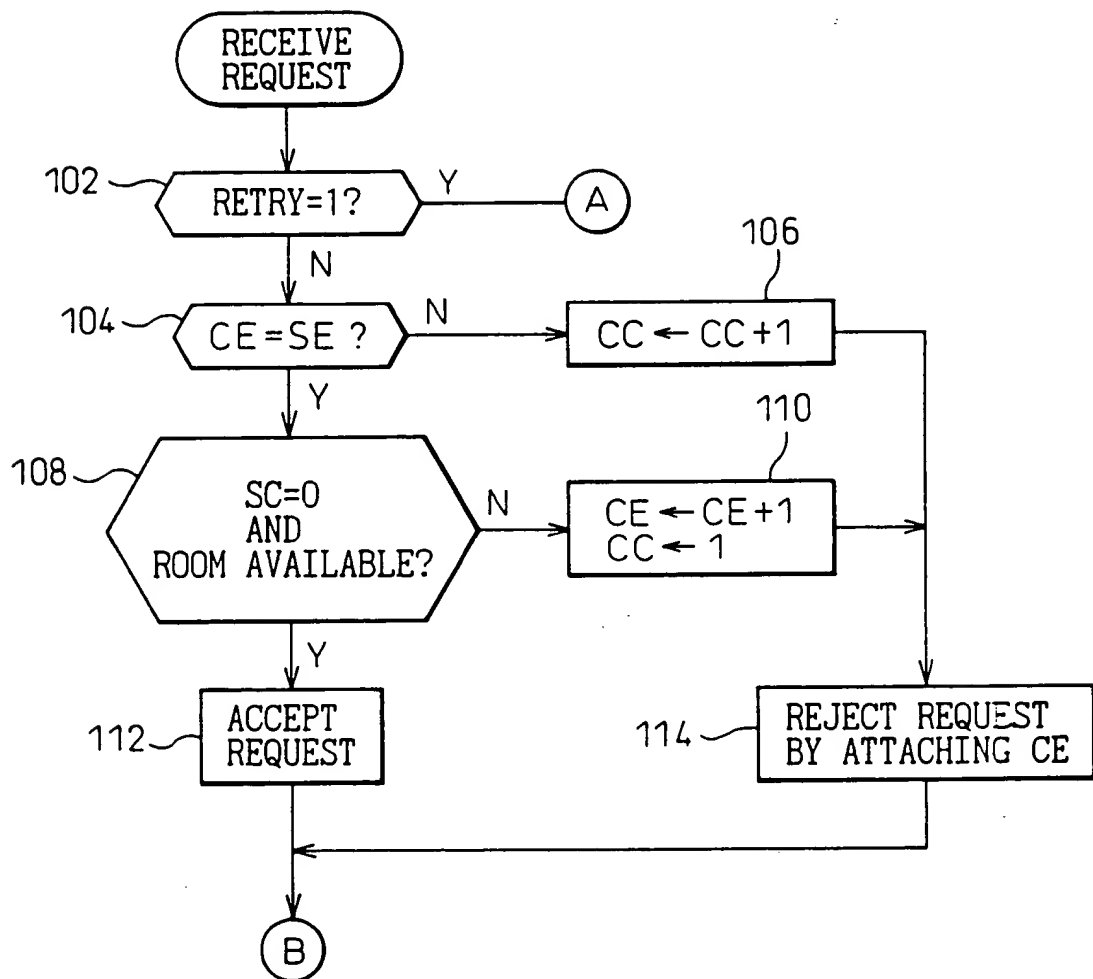 RECEIVE
REQUEST
102
RETRY=1?
Y
A
N
104
CE=SE ?
N
106
CC ← CC+1
Y
108
SC=0
AND
ROOM AVAILABLE?
N
110
CE ← CE+1
CC ← 1
Y
112
ACCEPT
REQUEST
114
REJECT REQUEST
BY ATTACHING CE
B